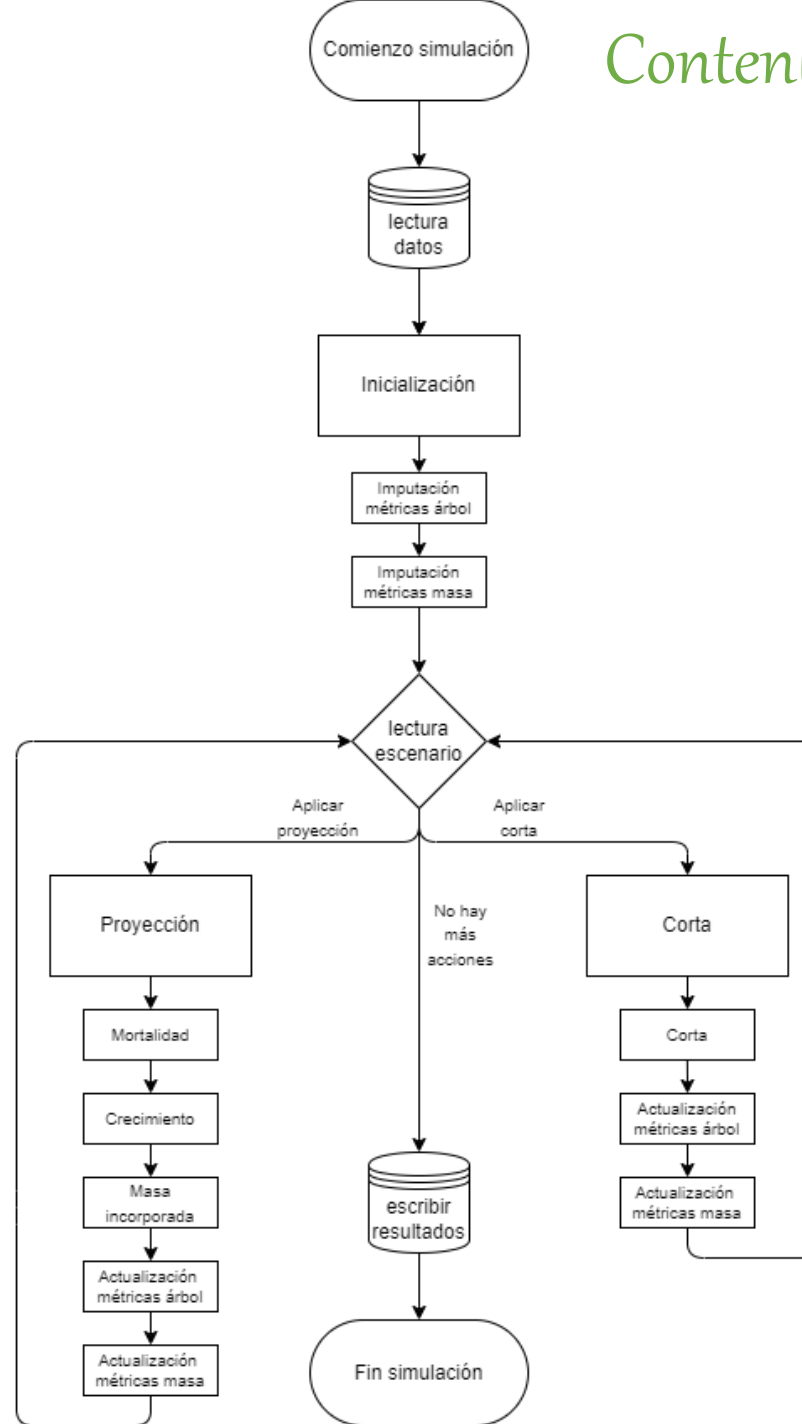 Comienzo simulación
Conten
lectura
datos
Inicialización
Imputación
métricas árbol
Imputación
métricas masa
lectura
escenario
Aplicar
proyección
Aplicar
corta
No hay
más
acciones
Proyección
Mortalidad
Crecimiento
Masa
incorporada
Actualización
métricas árbol
Actualización
métricas masa
Corta
Corta
Actualización
métricas árbol
Actualización
métricas masa
escribir
resultados
Fin simulación